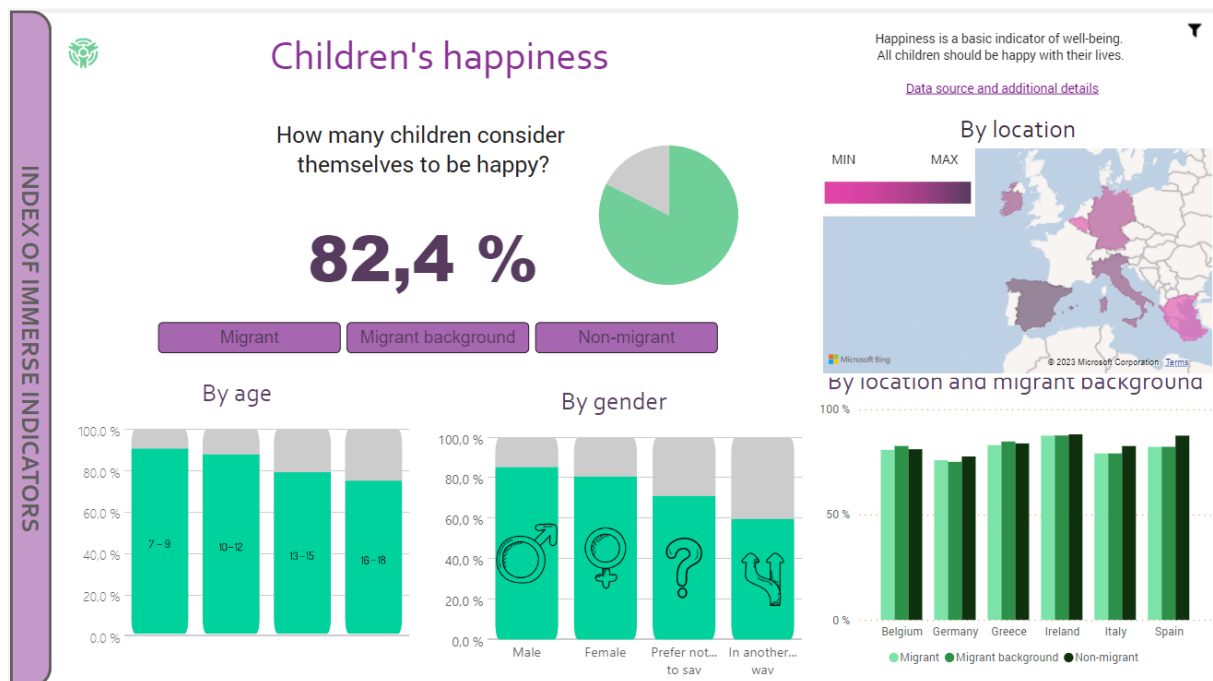 INDEX OF IMMERSE INDICATORS
Children's happiness
Happiness is a basic indicator of well-being.
All children should be happy with their lives.
Data source and additional details
How many children consider
themselves to be happy?
82,4 %
Migrant
Migrant background
Non-migrant
By location
MIN
MAX
Microsoft Bing
© 2023 Microsoft Corporation
Terms
By age
100.0 %
80.0 %
60.0 %
40.0 %
20.0 %
0.0 %
7-9
10-12
13-15
16-18
By gender
100.0 %
80.0 %
60.0 %
40.0 %
20.0 %
0.0 %
Male
Female
Prefer not...
to say
In another...
way
By location and migrant background
100 %
50 %
0 %
Belgium
Germany
Greece
Ireland
Italy
Spain
Migrant
Migrant background
Non-migrant